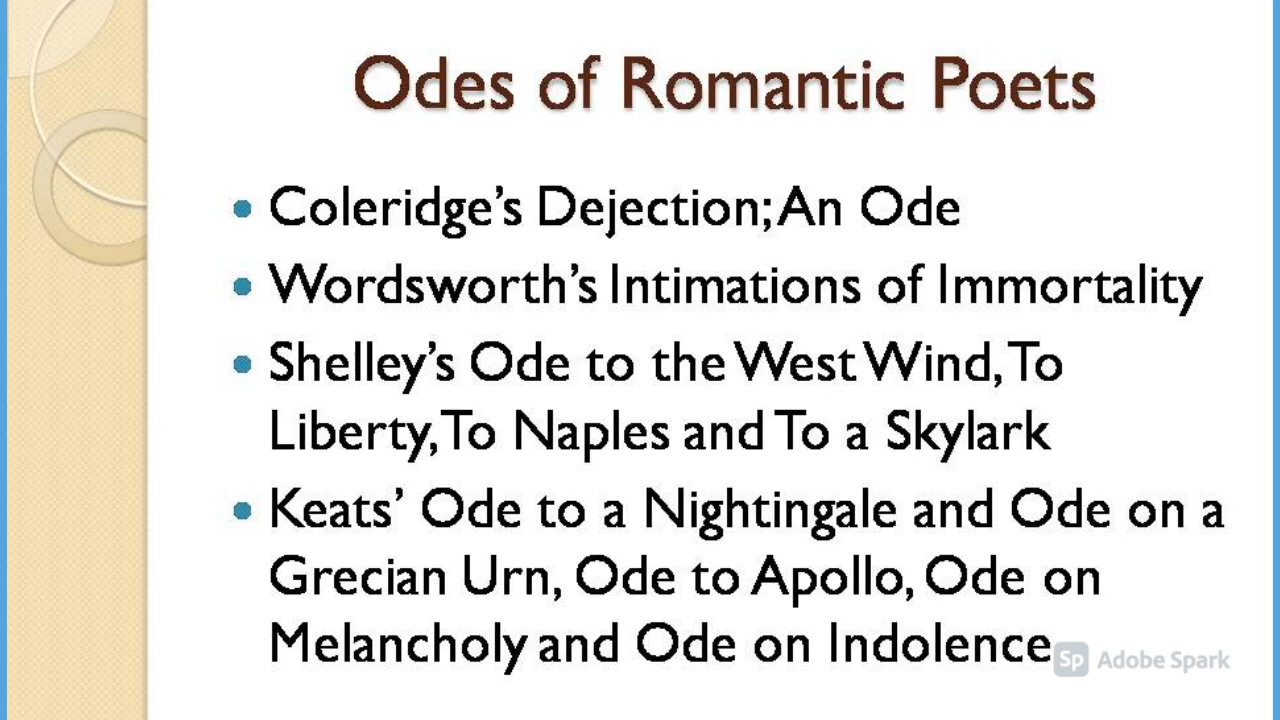 Odes of Romantic Poets
• Coleridge’s Dejection; An Ode
• Wordsworth’s Intimations of Immortality
• Shelley’s Ode to the West Wind, To
Liberty, To Naples and To a Skylark
• Keats’ Ode to a Nightingale and Ode on a
Grecian Urn, Ode to Apollo, Ode on
Melancholy and Ode on Indolence
Sp Adobe Spark